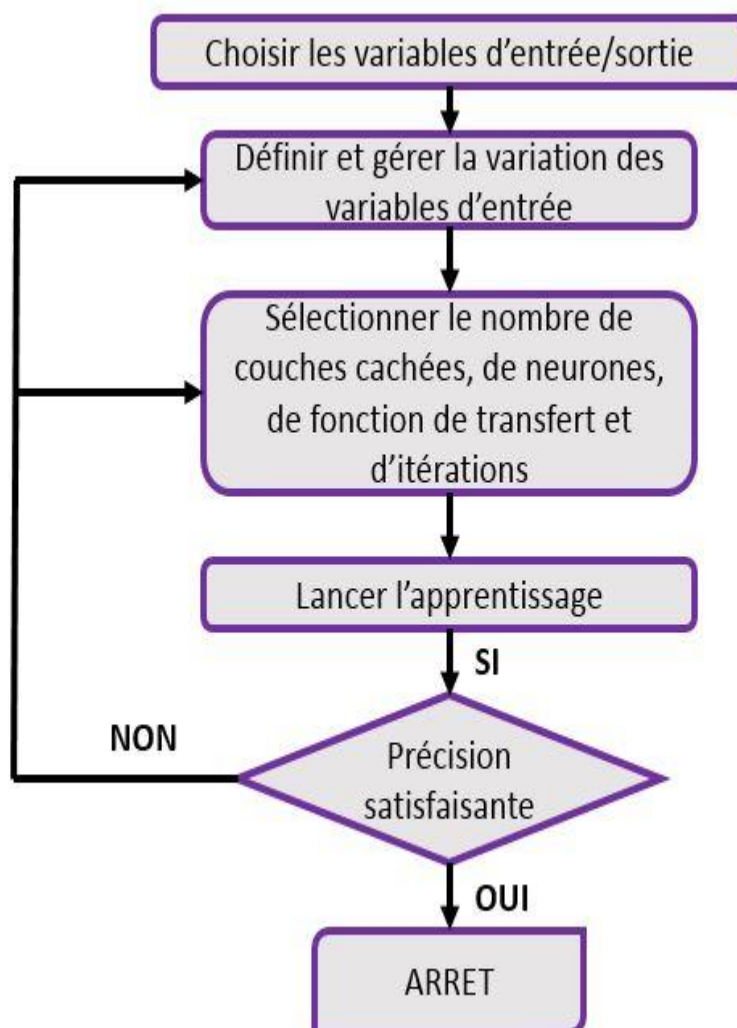 Choisir les variables d’entrée/sortie
Définir et gérer la variation des
variables d’entrée
Sélectionner le nombre de
couches cachées, de neurones,
de fonction de transfert et
d’itérations
Lancer l’apprentissage
SI
NON
Précision
satisfaisante
OUI
ARRET